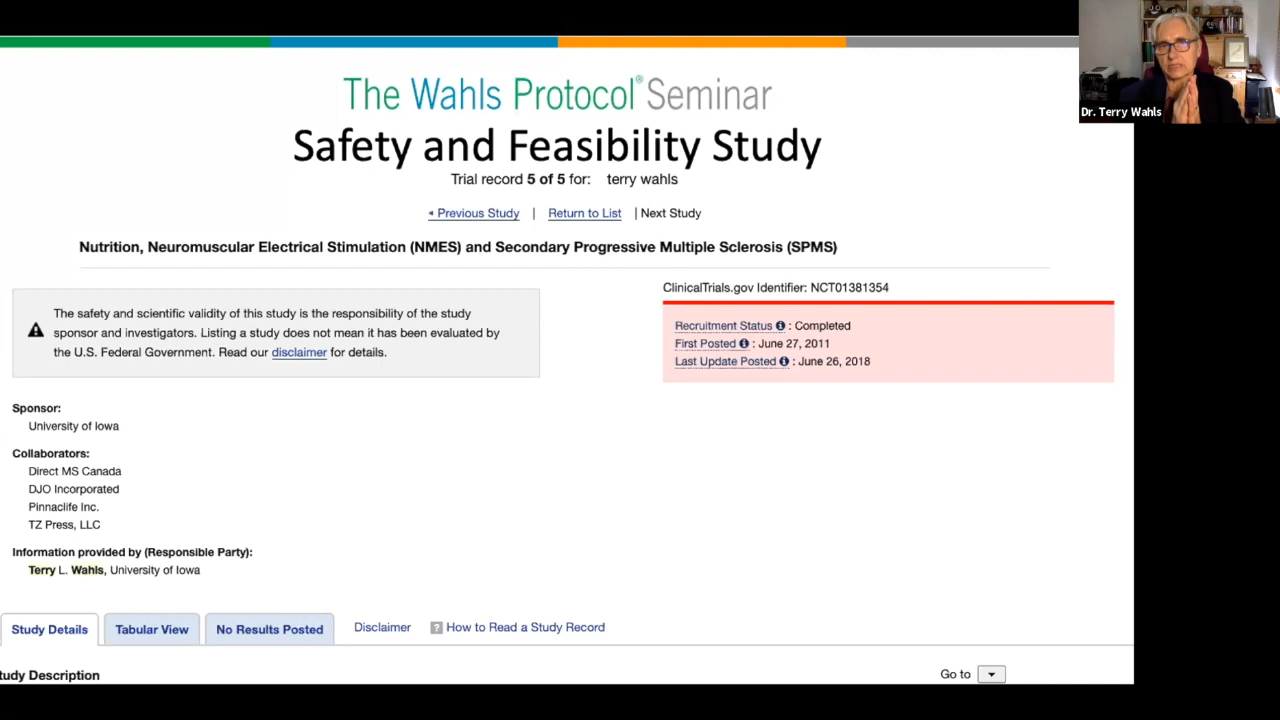 The Wahls Protocol® Seminar
Dr. Terry Wahls
Safety and Feasibility Study
Trial record 5 of 5 for: terry wahls
◂ Previous Study | Return to List | Next Study
Nutrition, Neuromuscular Electrical Stimulation (NMES) and Secondary Progressive Multiple Sclerosis (SPMS)
The safety and scientific validity of this study is the responsibility of the study
sponsor and investigators. Listing a study does not mean it has been evaluated by
the U.S. Federal Government. Read our disclaimer for details.
ClinicalTrials.gov Identifier: NCT01381354
Recruitment Status : Completed
First Posted : June 27, 2011
Last Update Posted : June 26, 2018
Sponsor:
University of Iowa
Collaborators:
Direct MS Canada
DJO Incorporated
Pinnaclife Inc.
TZ Press, LLC
Information provided by (Responsible Party):
Terry L. Wahls, University of Iowa
Study Details
Tabular View
No Results Posted
Disclaimer
? How to Read a Study Record
tudy Description
Go to